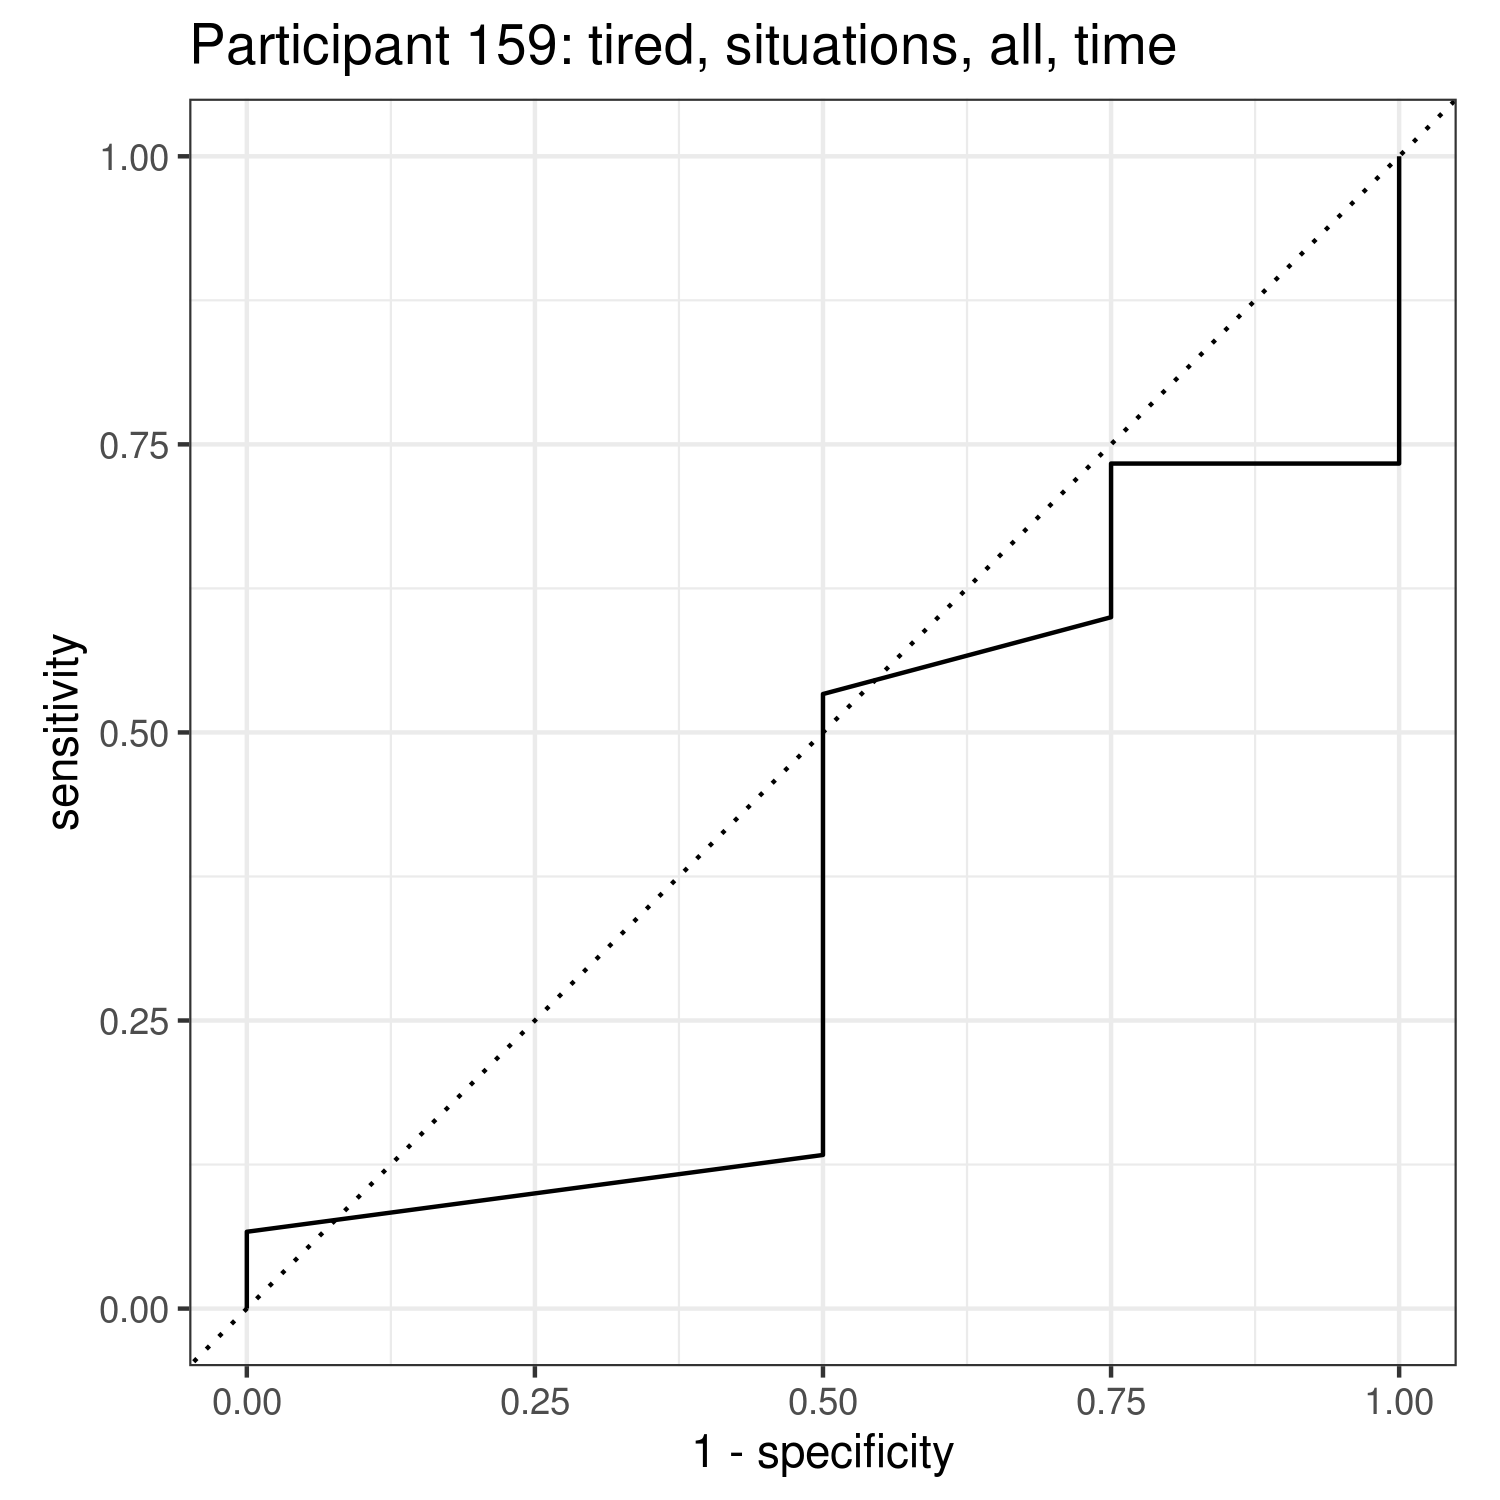 Participant 159: tired, situations, all, time
1.00
0.75
0.50
0.25
0.00
sensitivity
0.00 0.25 0.50 0.75 1.00
1 - specificity